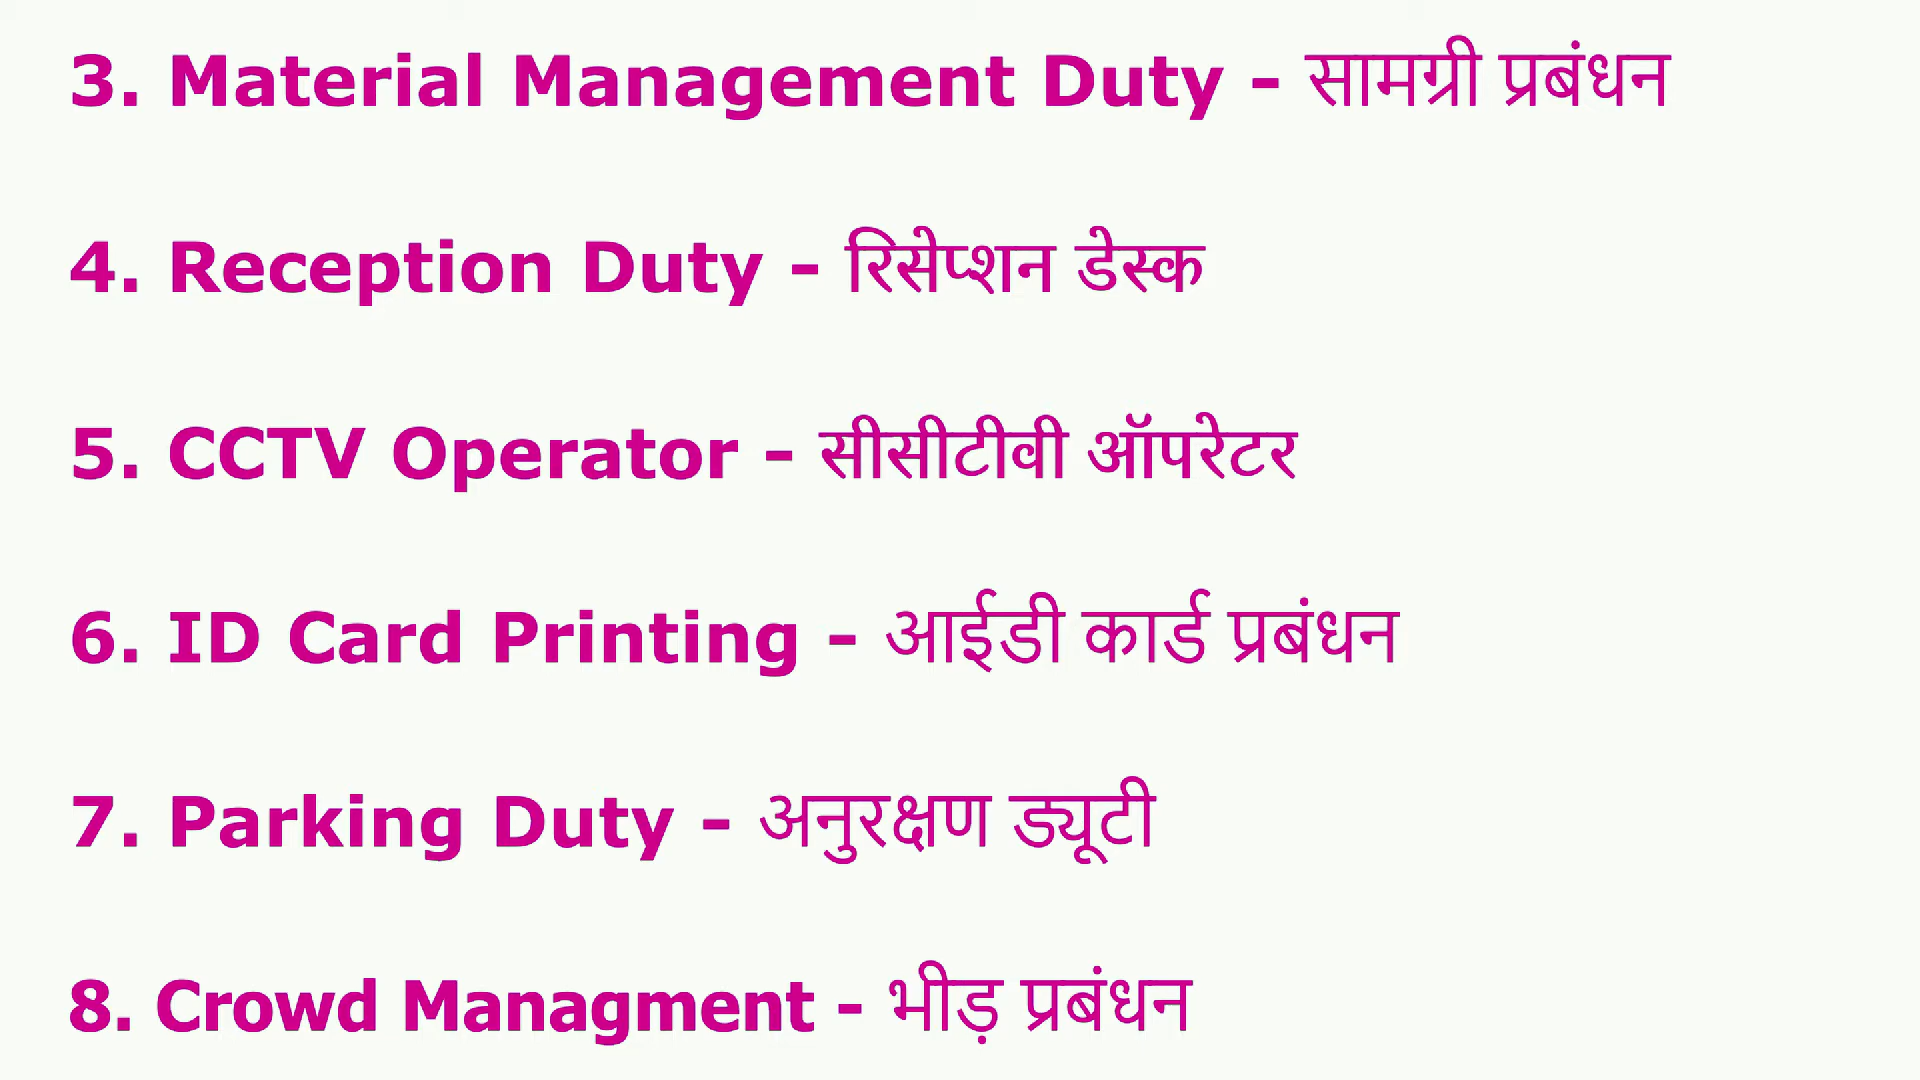 3. Material Management Duty - सामग्री प्रबंधन
4. Reception Duty - रिसेप्शन डेस्क
5. CCTV Operator - सीसीटीवी ऑपरेटर
6. ID Card Printing - आईडी कार्ड प्रबंधन
7. Parking Duty - अनुरक्षण ड्यूटी
8. Crowd Managment - भीड़ प्रबंधन